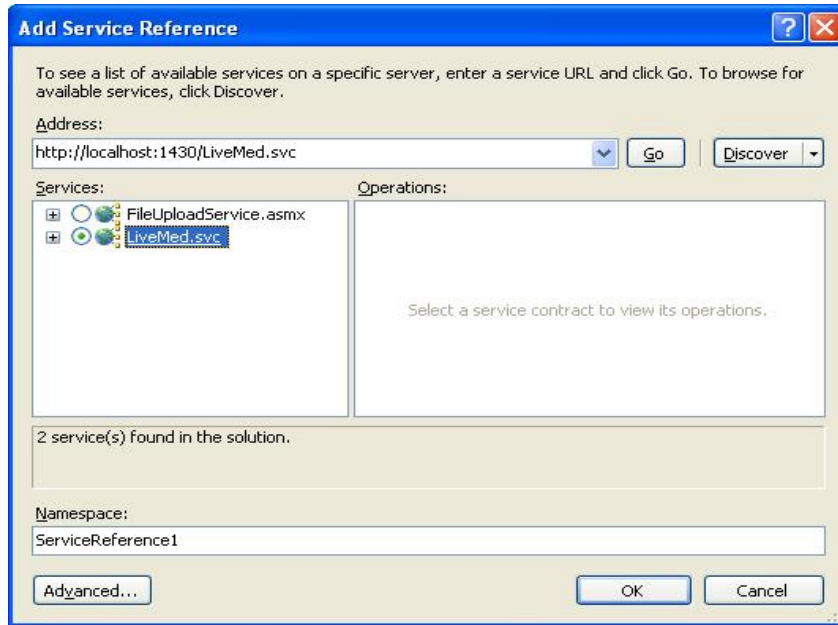 Add Service Reference
To see a list of available services on a specific server, enter a service URL and click Go. To browse for
available services, click Discover.
Address:
http://localhost:1430/LiveMed.svc
Go
Discover
Services:
Operations:
FileUploadService.asmx
LiveMed.svc
Select a service contract to view its operations.
2 service(s) found in the solution.
Namespace:
ServiceReference1
Advanced...
OK
Cancel